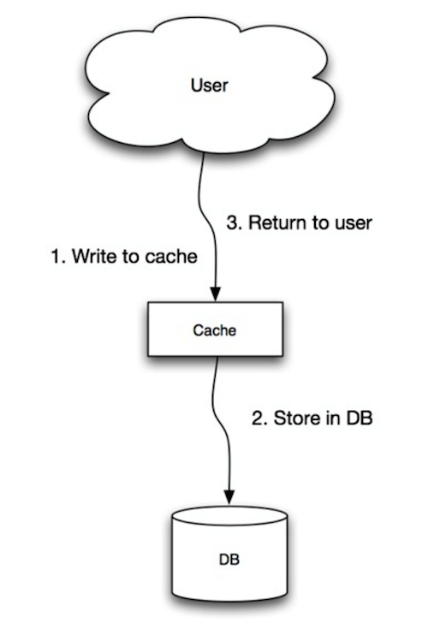 User
3. Return to user
1. Write to cache
Cache
2. Store in DB
DB